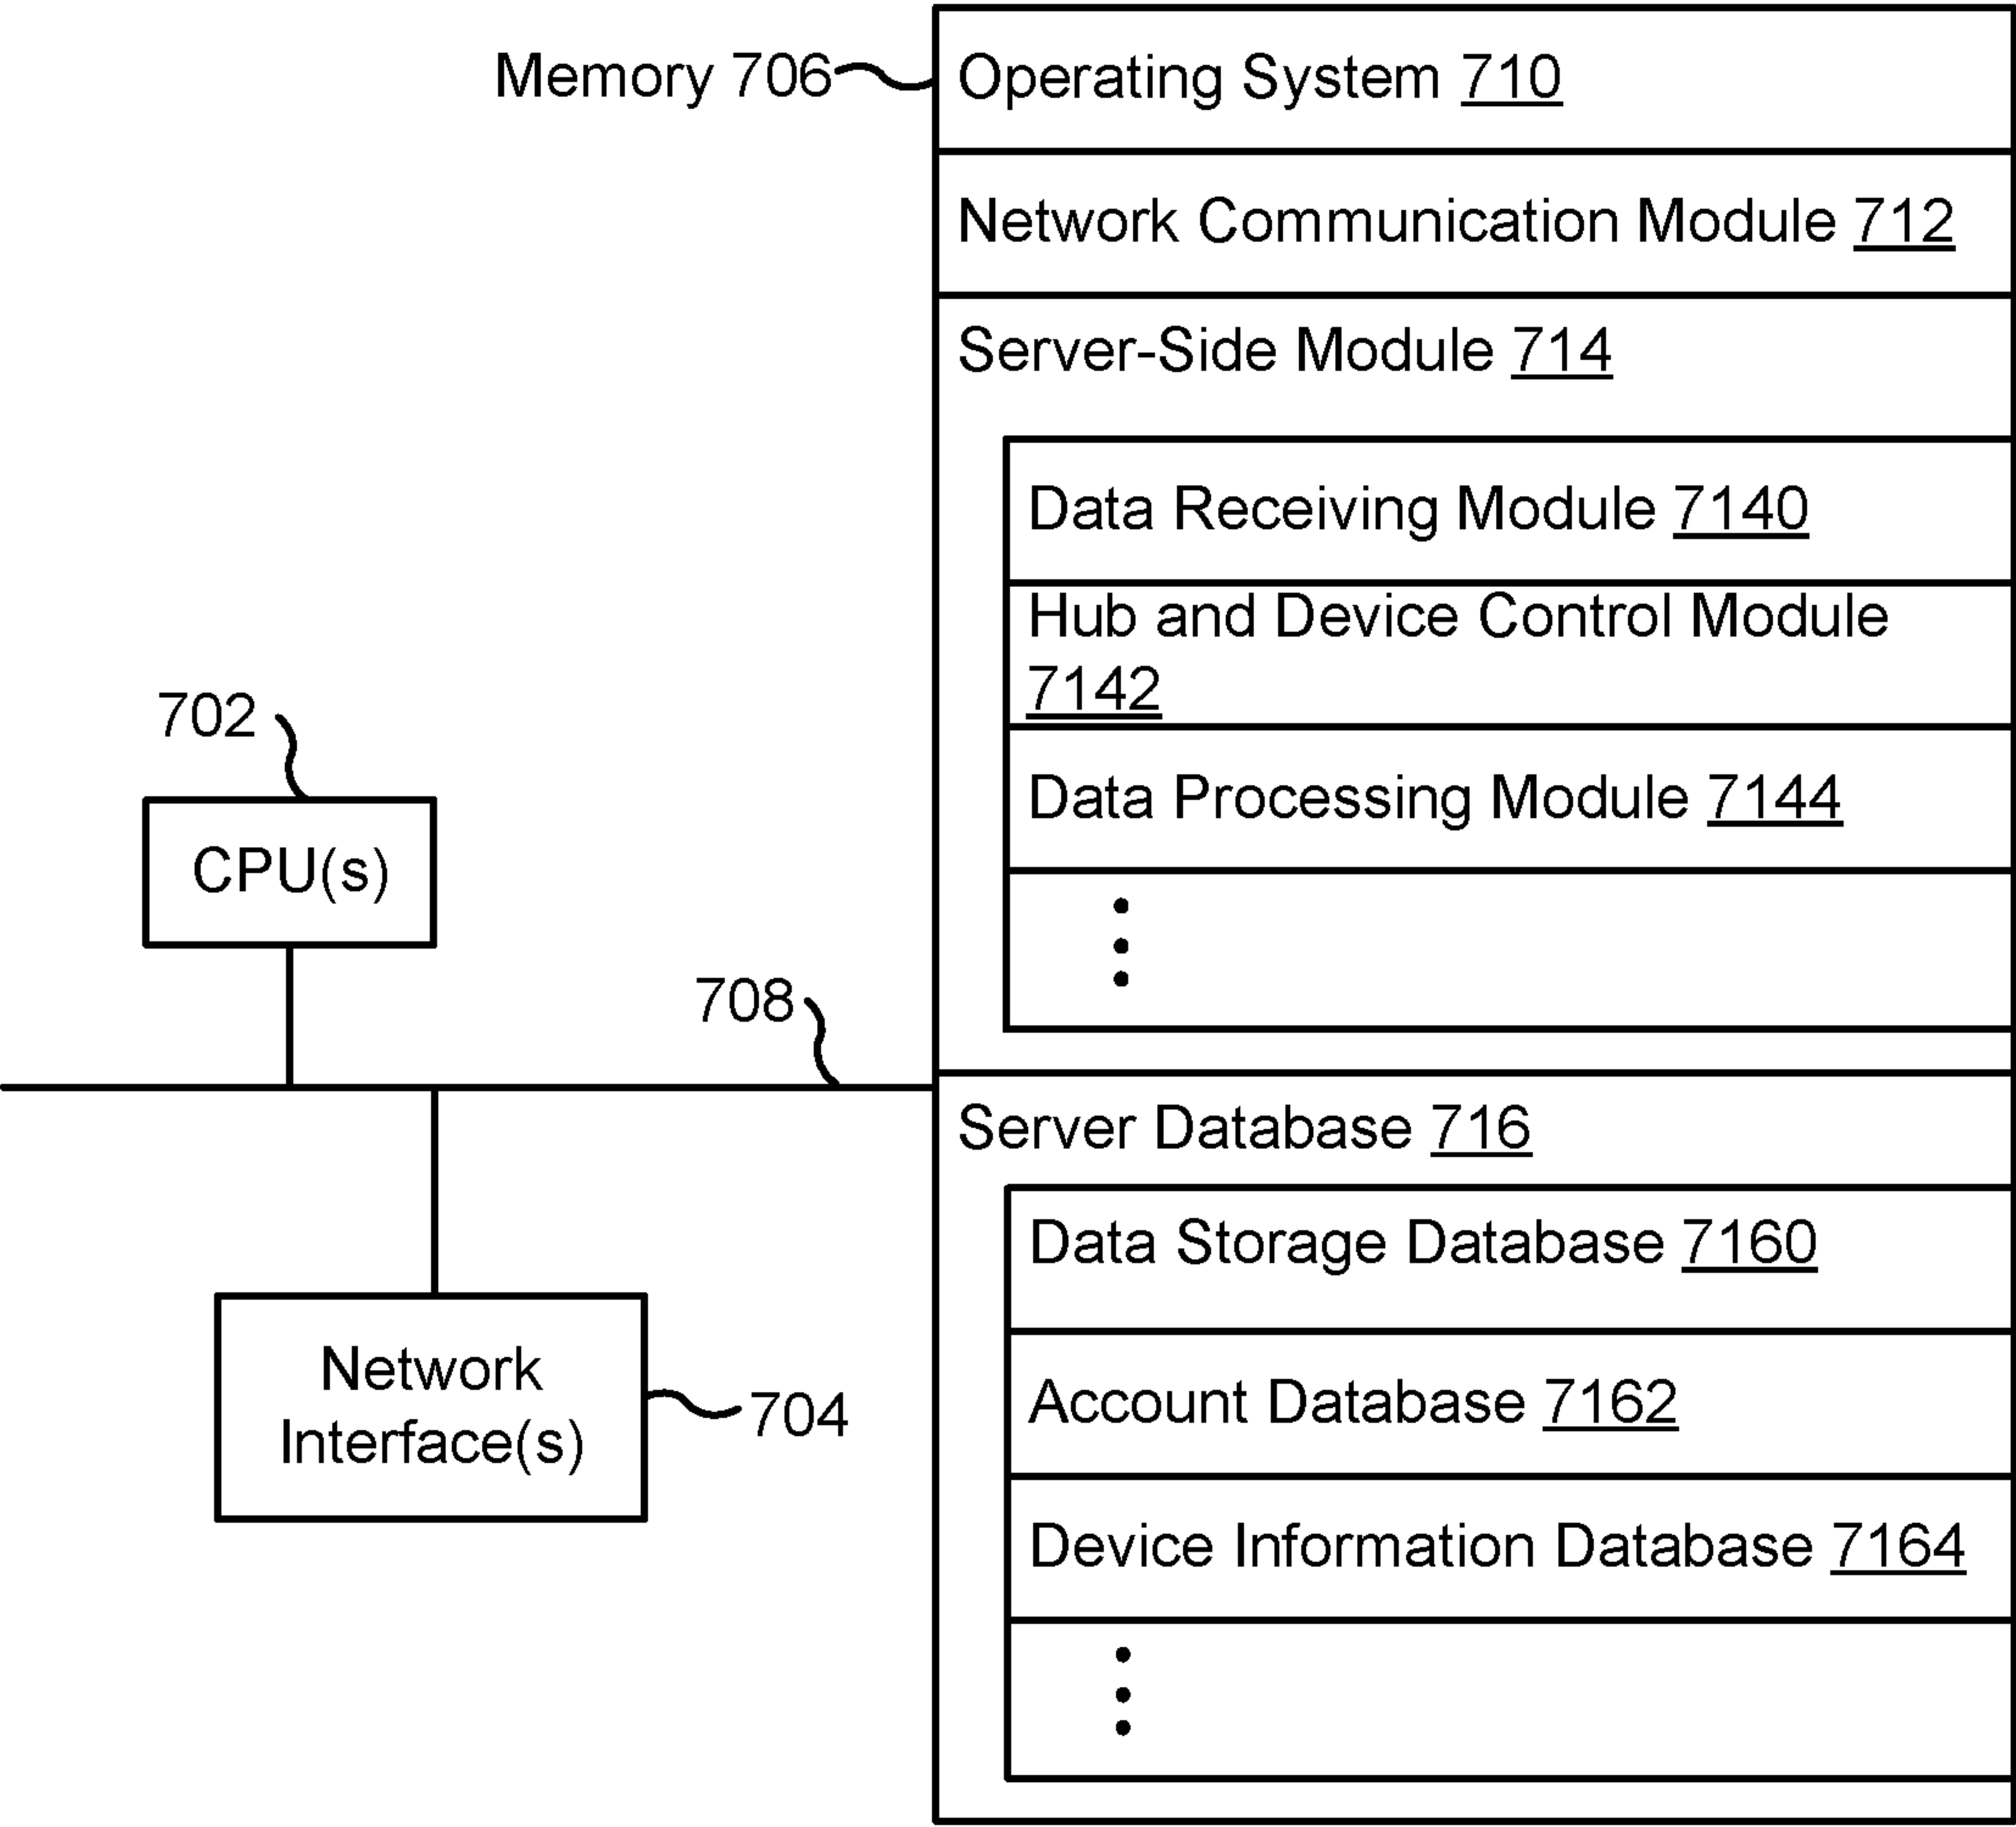 Memory 706
Operating System 710
Network Communication Module 712
Server-Side Module 714
Data Receiving Module 7140
Hub and Device Control Module
7142
Data Processing Module 7144
702
CPU(s)
708
Server Database 716
Data Storage Database 7160
Account Database 7162
Device Information Database 7164
Network
Interface(s)
704